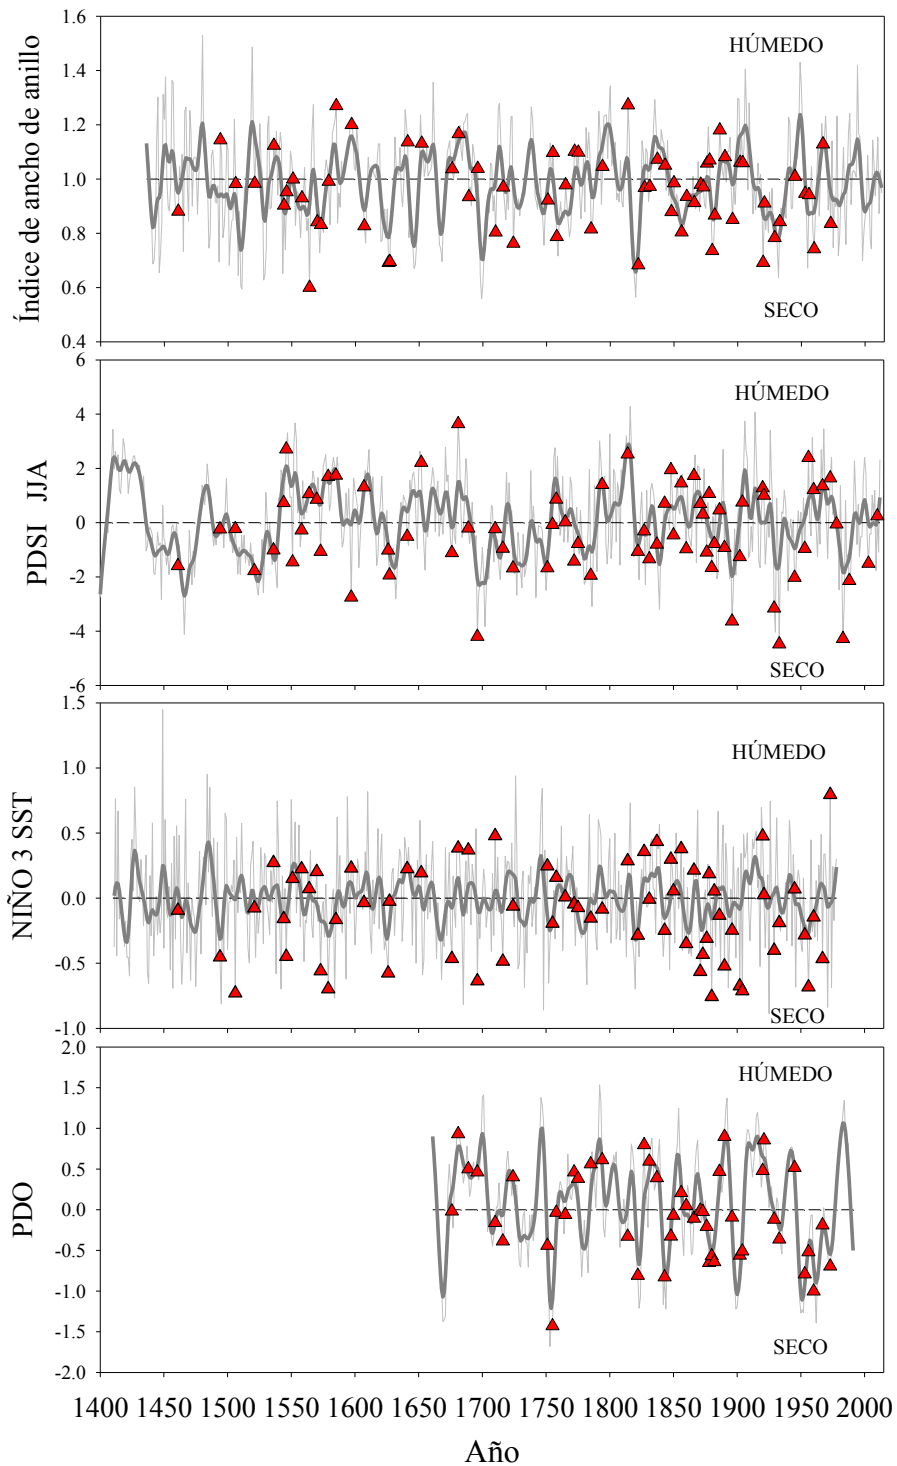 Índice de ancho de anillo
1.6
1.4
1.2
1.0
0.8
0.6
0.4
HÚMEDO
SECO
PDSI JJA
6
4
2
0
-2
-4
-6
HÚMEDO
SECO
NIÑO 3 SST
1.5
1.0
0.5
0.0
-0.5
-1.0
HÚMEDO
SECO
PDO
2.0
1.5
1.0
0.5
0.0
-0.5
-1.0
-1.5
-2.0
HÚMEDO
SECO
1400 1450 1500 1550 1600 1650 1700 1750 1800 1850 1900 1950 2000
Año